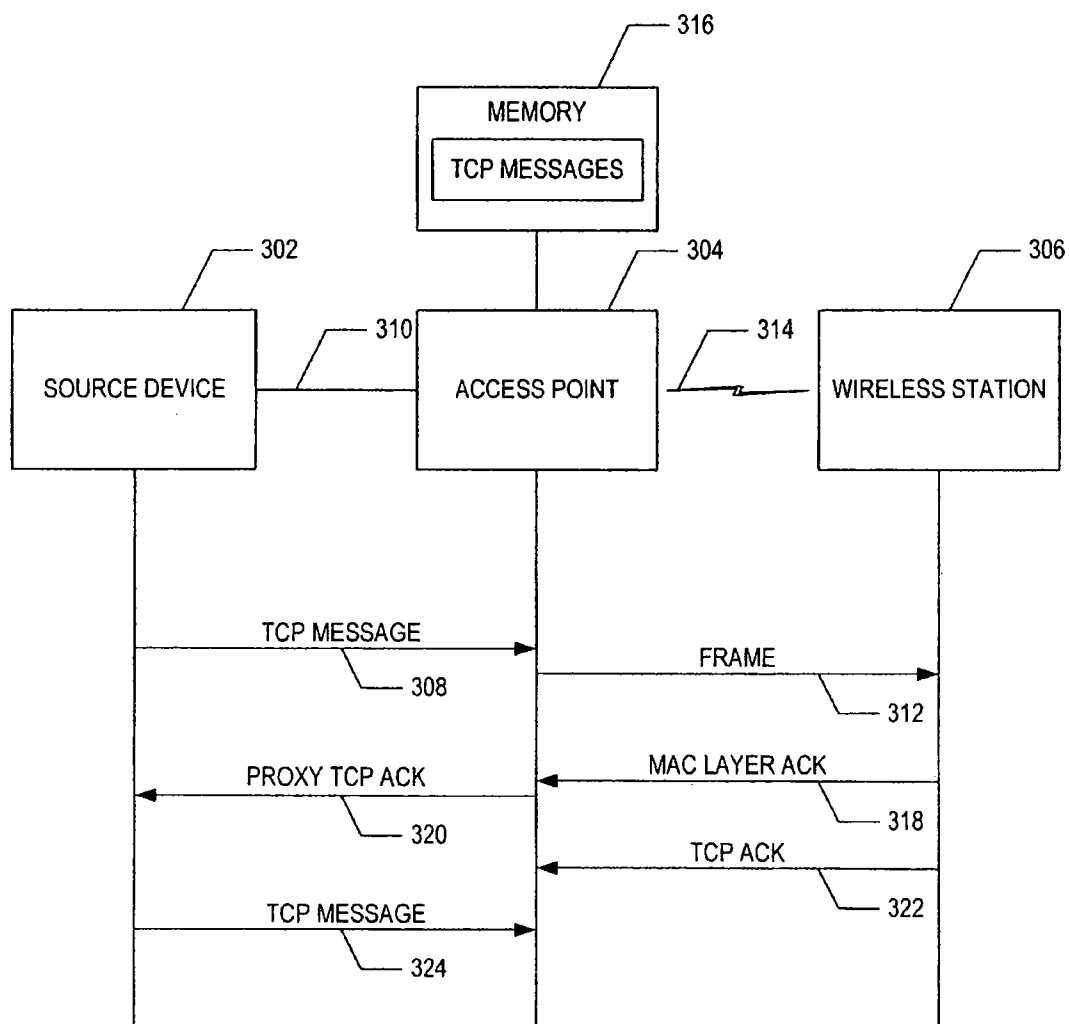 316
MEMORY
TCP MESSAGES
302
304
306
310
314
SOURCE DEVICE
ACCESS POINT
WIRELESS STATION
TCP MESSAGE
308
FRAME
312
MAC LAYER ACK
318
PROXY TCP ACK
320
TCP ACK
322
TCP MESSAGE
324